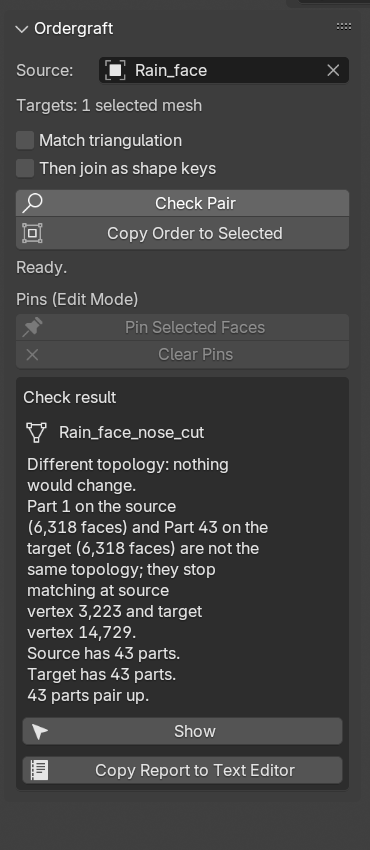 Ordergraft
Source: Rain_face
Targets: 1 selected mesh
Match triangulation
Then join as shape keys
Check Pair
Copy Order to Selected
Ready.
Pins (Edit Mode)
Pin Selected Faces
Clear Pins
Check result
Rain_face_nose_cut
Different topology: nothing
would change.
Part 1 on the source
(6,318 faces) and Part 43 on the
target (6,318 faces) are not the
same topology; they stop
matching at source
vertex 3,223 and target
vertex 14,729.
Source has 43 parts.
Target has 43 parts.
43 parts pair up.
Show
Copy Report to Text Editor